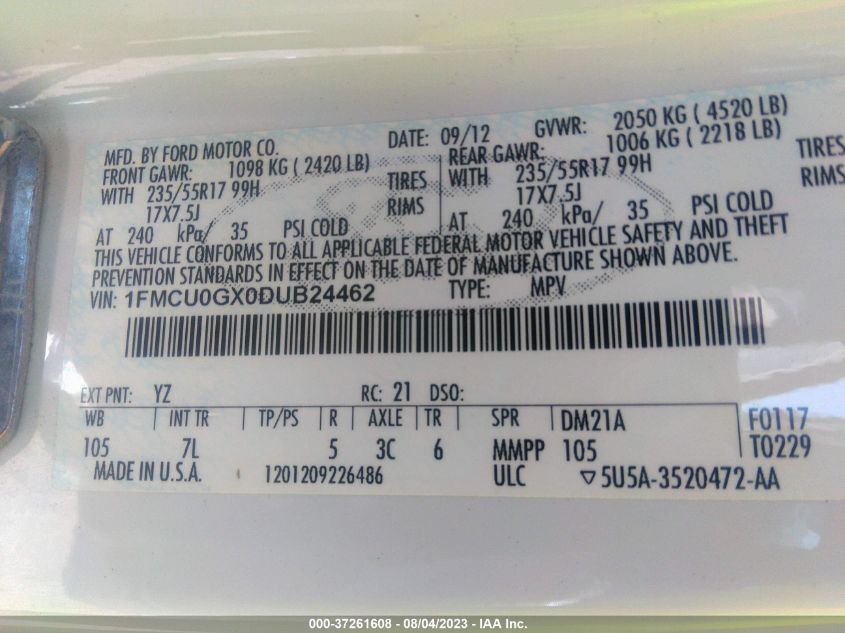 MFD. BY FORD MOTOR CO. DATE: 09/12 GVWR: 2050 KG ( 4520 LB)
FRONT GAWR: 1098 KG ( 2420 LB) REAR GAWR: 1006 KG ( 2218 LB)
WITH 235/55R17 99H TIRES WITH 235/55R17 99H TIRES
17X7.5J RIMS 17X7.5J RIMS
AT 240 kPa/ 35 PSI COLD AT 240 kPa/ 35 PSI COLD
THIS VEHICLE CONFORMS TO ALL APPLICABLE FEDERAL MOTOR VEHICLE SAFETY AND THEFT
PREVENTION STANDARDS IN EFFECT ON THE DATE OF MANUFACTURE SHOWN ABOVE.
VIN: 1FMCU0GX0DUB24462 TYPE: MPV
EXT PNT: YZ RC: 21 DSO:
WB INT TR TP/PS R AXLE TR SPR DM21A F0117
105 7L 5 3C 6 MMPP 105 T0229
MADE IN U.S.A. 1201209226486 ULC ▽5U5A-3520472-AA
000-37261608 - 08/04/2023 - IAA Inc.